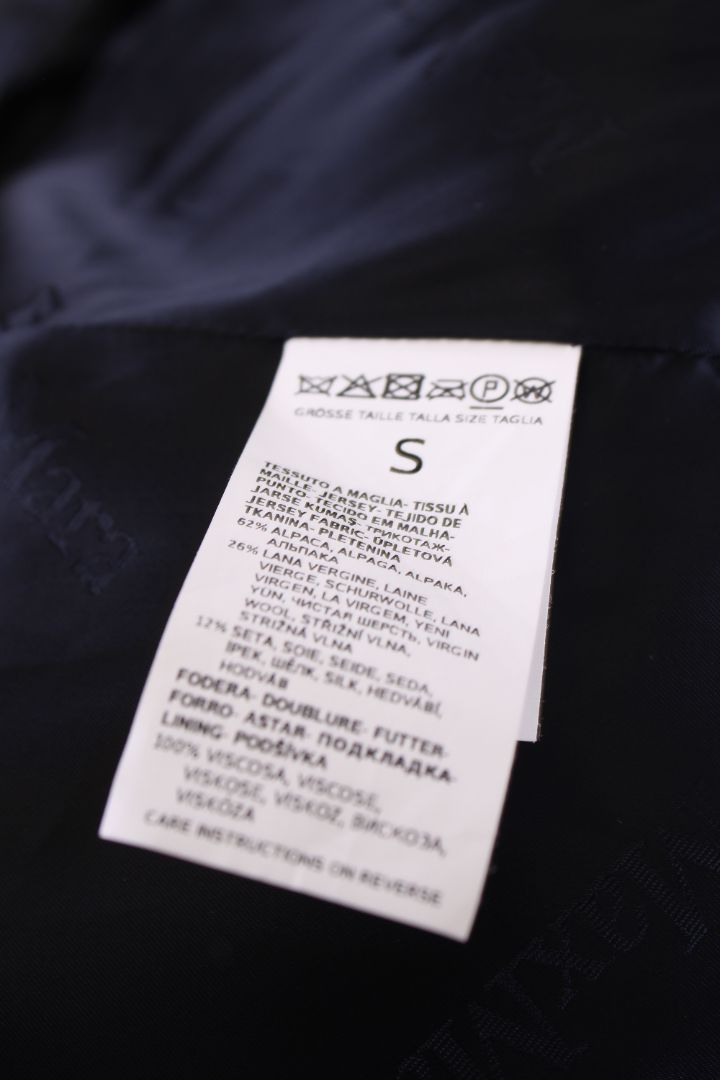 P W
GRÖSSE TAILLE TALLA SIZE TAGLIA
S
TESSUTO A MAGLIA- TISSU À
MAILLE- JERSEY- TEJIDO DE
PUNTO- TECIDO EM MALHA-
JARSE KUMAŞ- ТРИКОТАЖ-
JERSEY FABRIC- ÚPLETOVÁ
TKANINA- PLETENINA
62% ALPACA, ALPAGA, ALPAKA,
АЛЬПАКА
26% LANA VERGINE, LAINE
VIERGE, SCHURWOLLE, LANA
VIRGEN, LA VIRGEM, YENI
YÜN, ЧИСТАЯ ШЕРСТЬ, VIRGIN
WOOL, STŘIŽNÍ VLNA,
STRIŽNÁ VLNA
12% SETA, SOIE, SEIDE, SEDA,
İPEK, ШЁЛК, SILK, HEDVÁBÍ,
HODVÁB
FODERA- DOUBLURE- FUTTER-
FORRO- ASTAR- ПОДКЛАДКА-
LINING- PODŠÍVKA
100% VISCOSA, VISCOSE,
VISKOSE, VISKOZ, ВИСКОЗА,
VISKÓZA
CARE INSTRUCTIONS ON REVERSE
MaxM